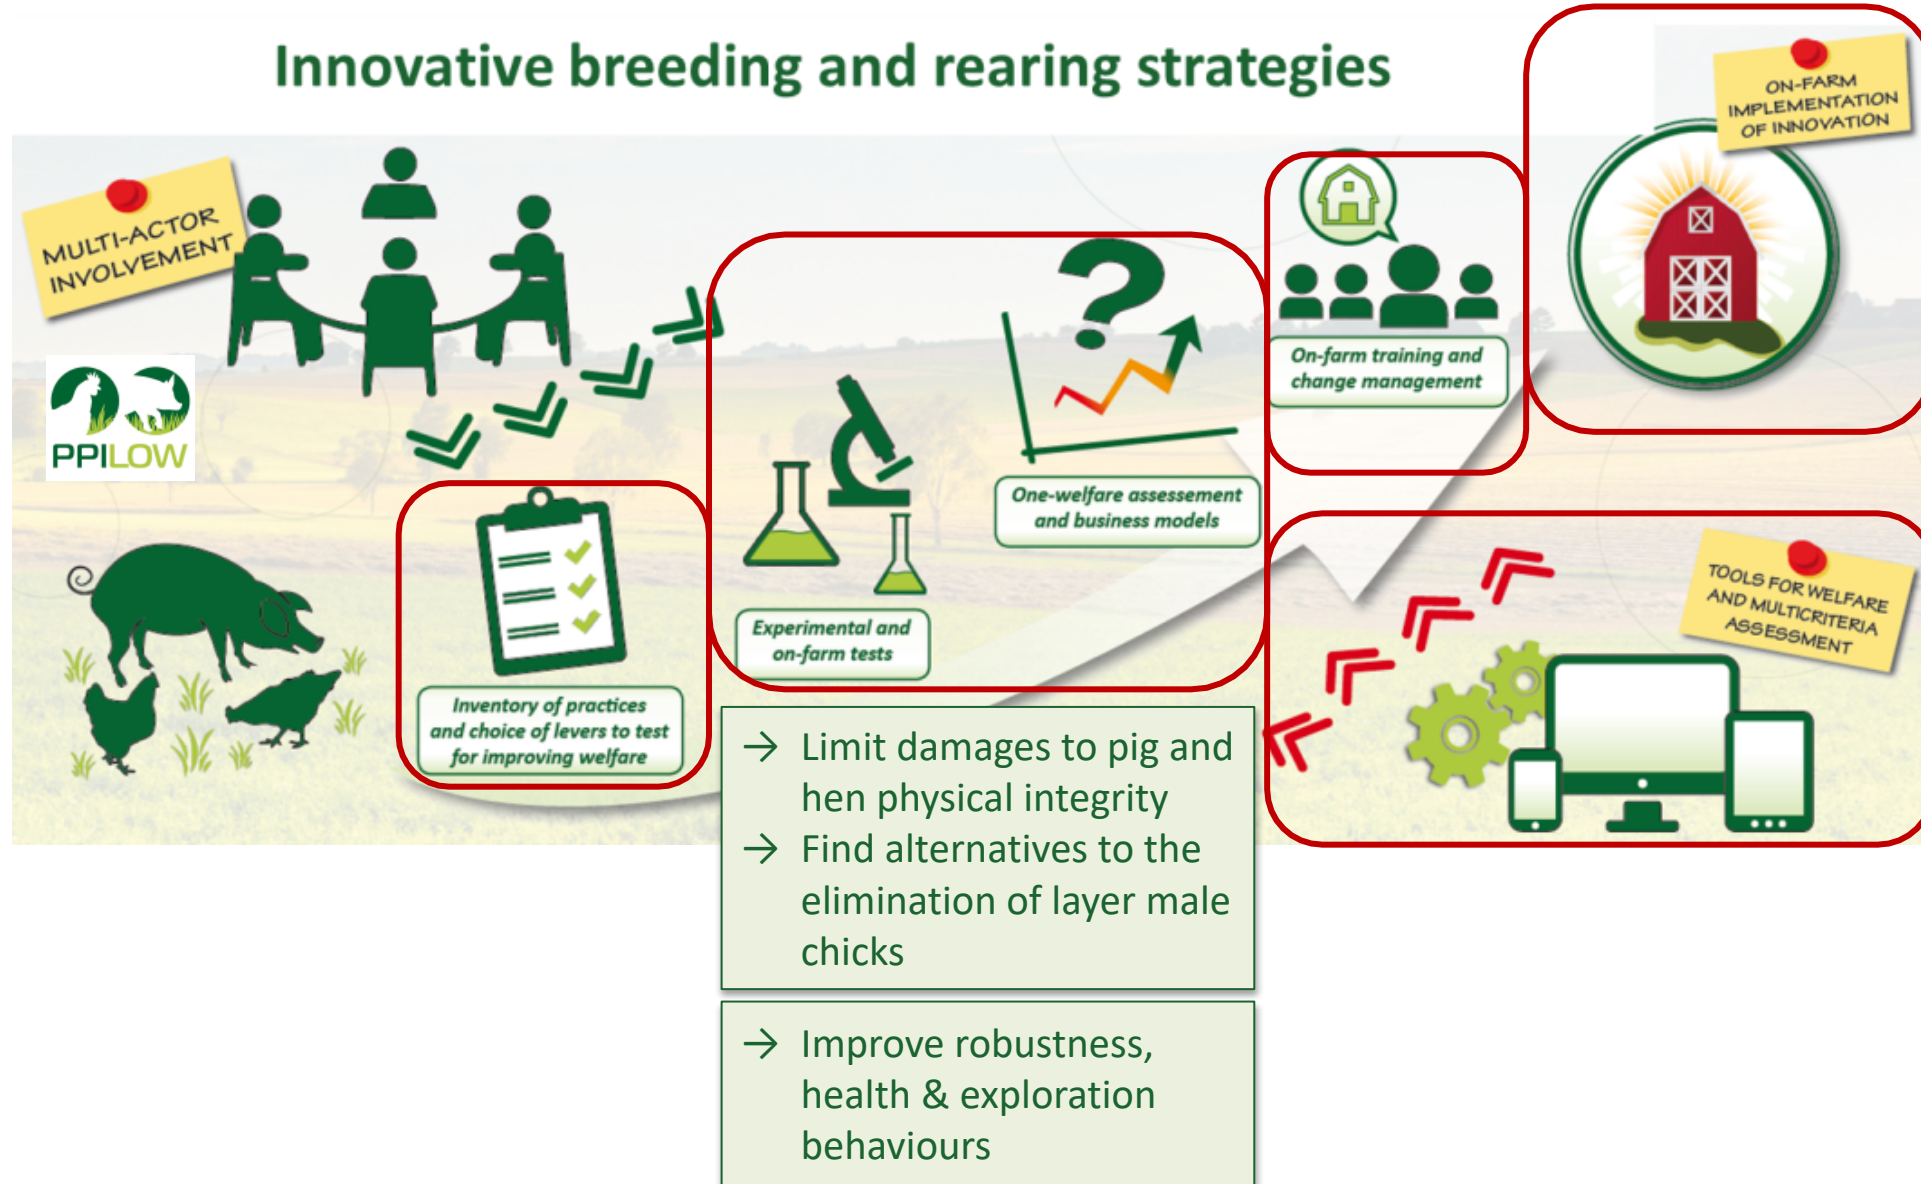 Innovative breeding and rearing strategies
MULTI-ACTOR
INVOLVEMENT
PPILOW
Inventory of practices
and choice of levers to test
for improving welfare
Experimental and
on-farm tests
One-welfare assessement
and business models
On-farm training and
change management
ON-FARM
IMPLEMENTATION
OF INNOVATION
TOOLS FOR WELFARE
AND MULTICRITERIA
ASSESSMENT
→ Limit damages to pig and
hen physical integrity
→ Find alternatives to the
elimination of layer male
chicks
→ Improve robustness,
health & exploration
behaviours